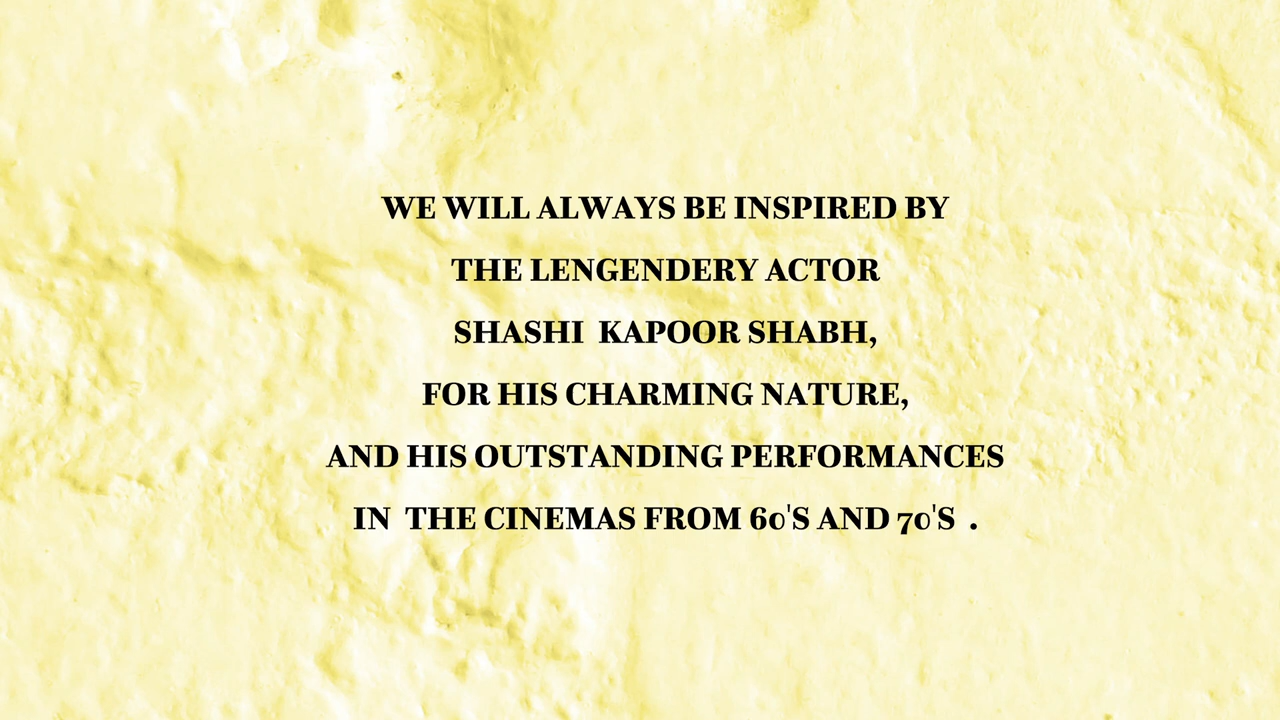 WE WILL ALWAYS BE INSPIRED BY
THE LENGENDERY ACTOR
SHASHI  KAPOOR SHABH,
FOR HIS CHARMING NATURE,
AND HIS OUTSTANDING PERFORMANCES
IN  THE CINEMAS FROM 60'S AND 70'S  .